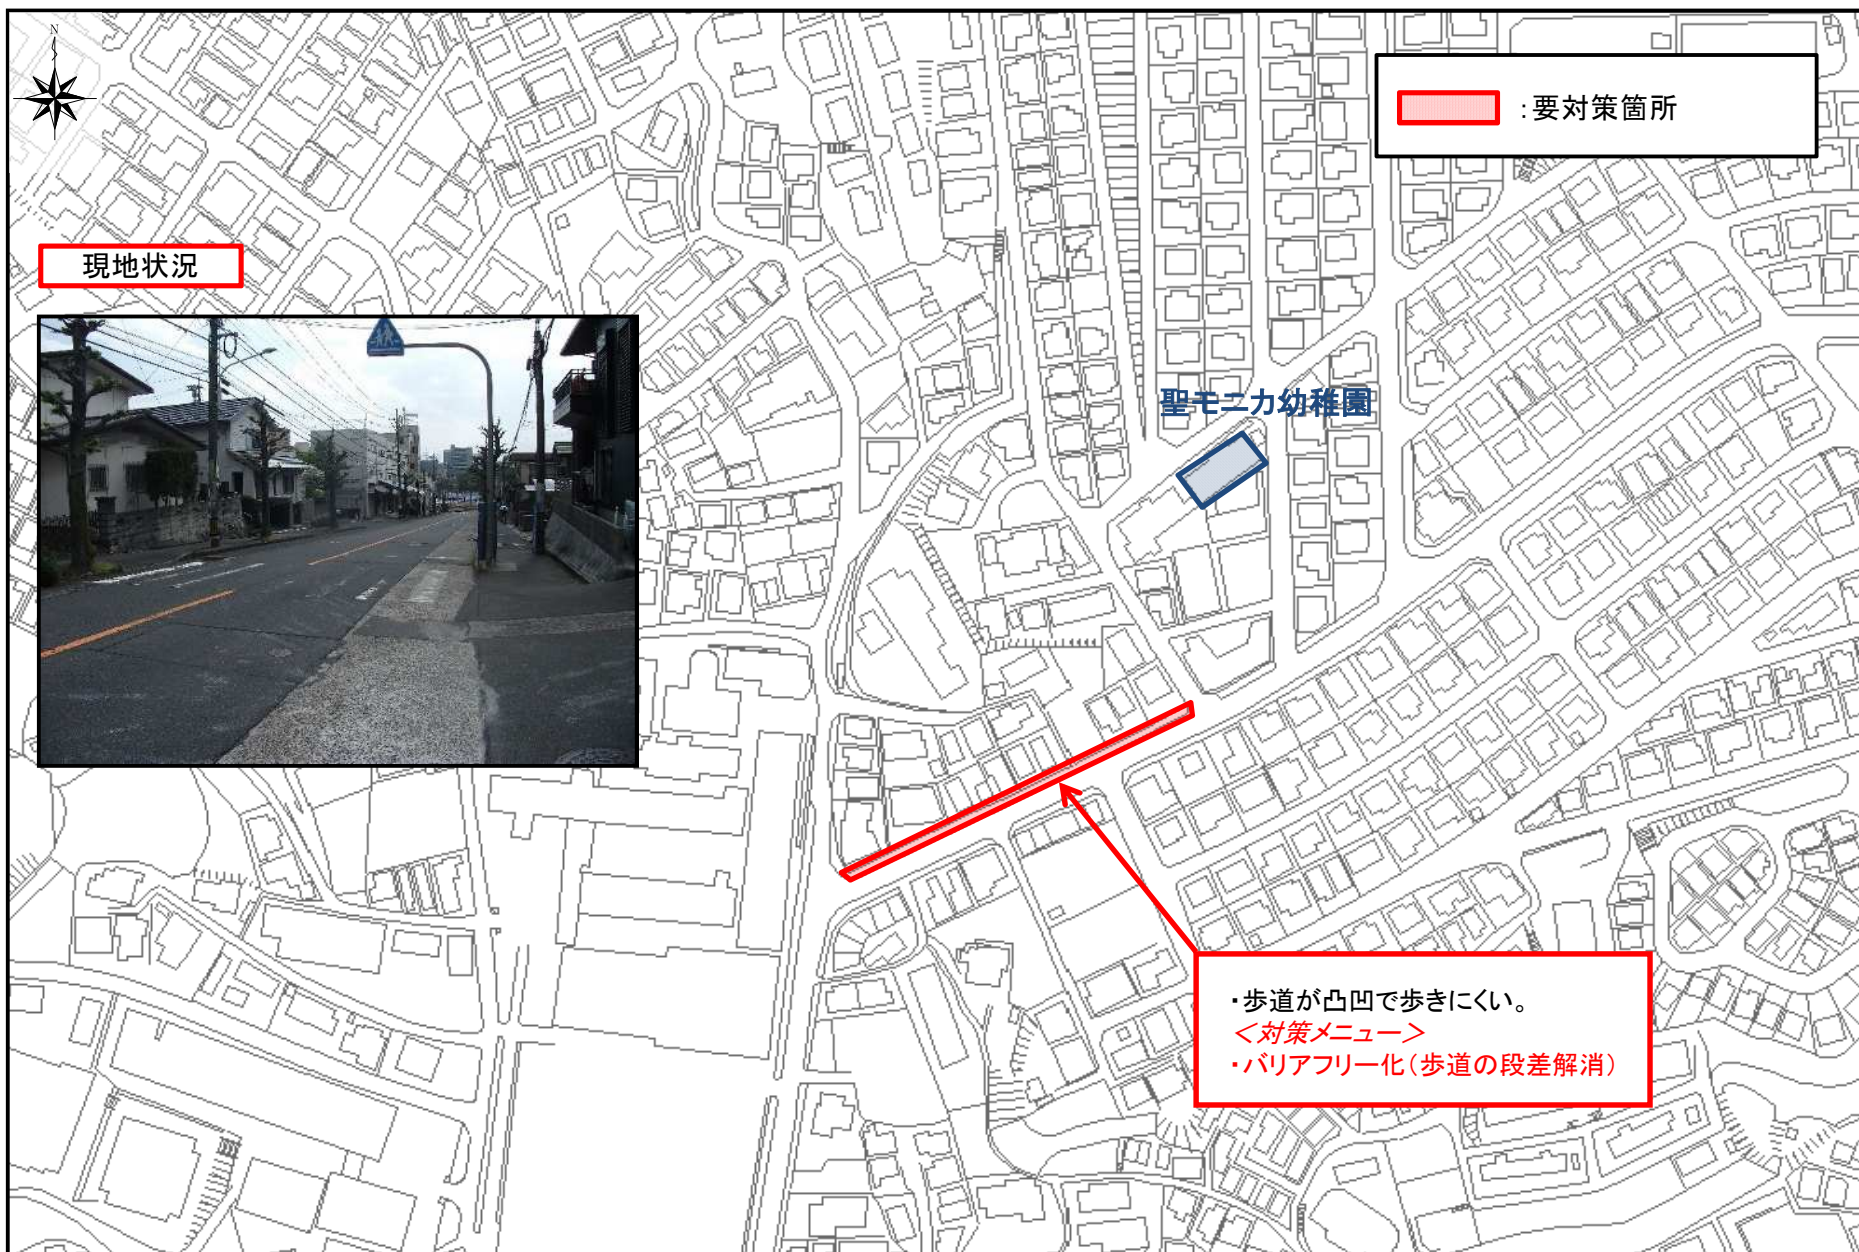 N
:要対策箇所
現地状況
聖モニカ幼稚園
・歩道が凸凹で歩きにくい。
＜対策メニュー＞
・バリアフリー化(歩道の段差解消)